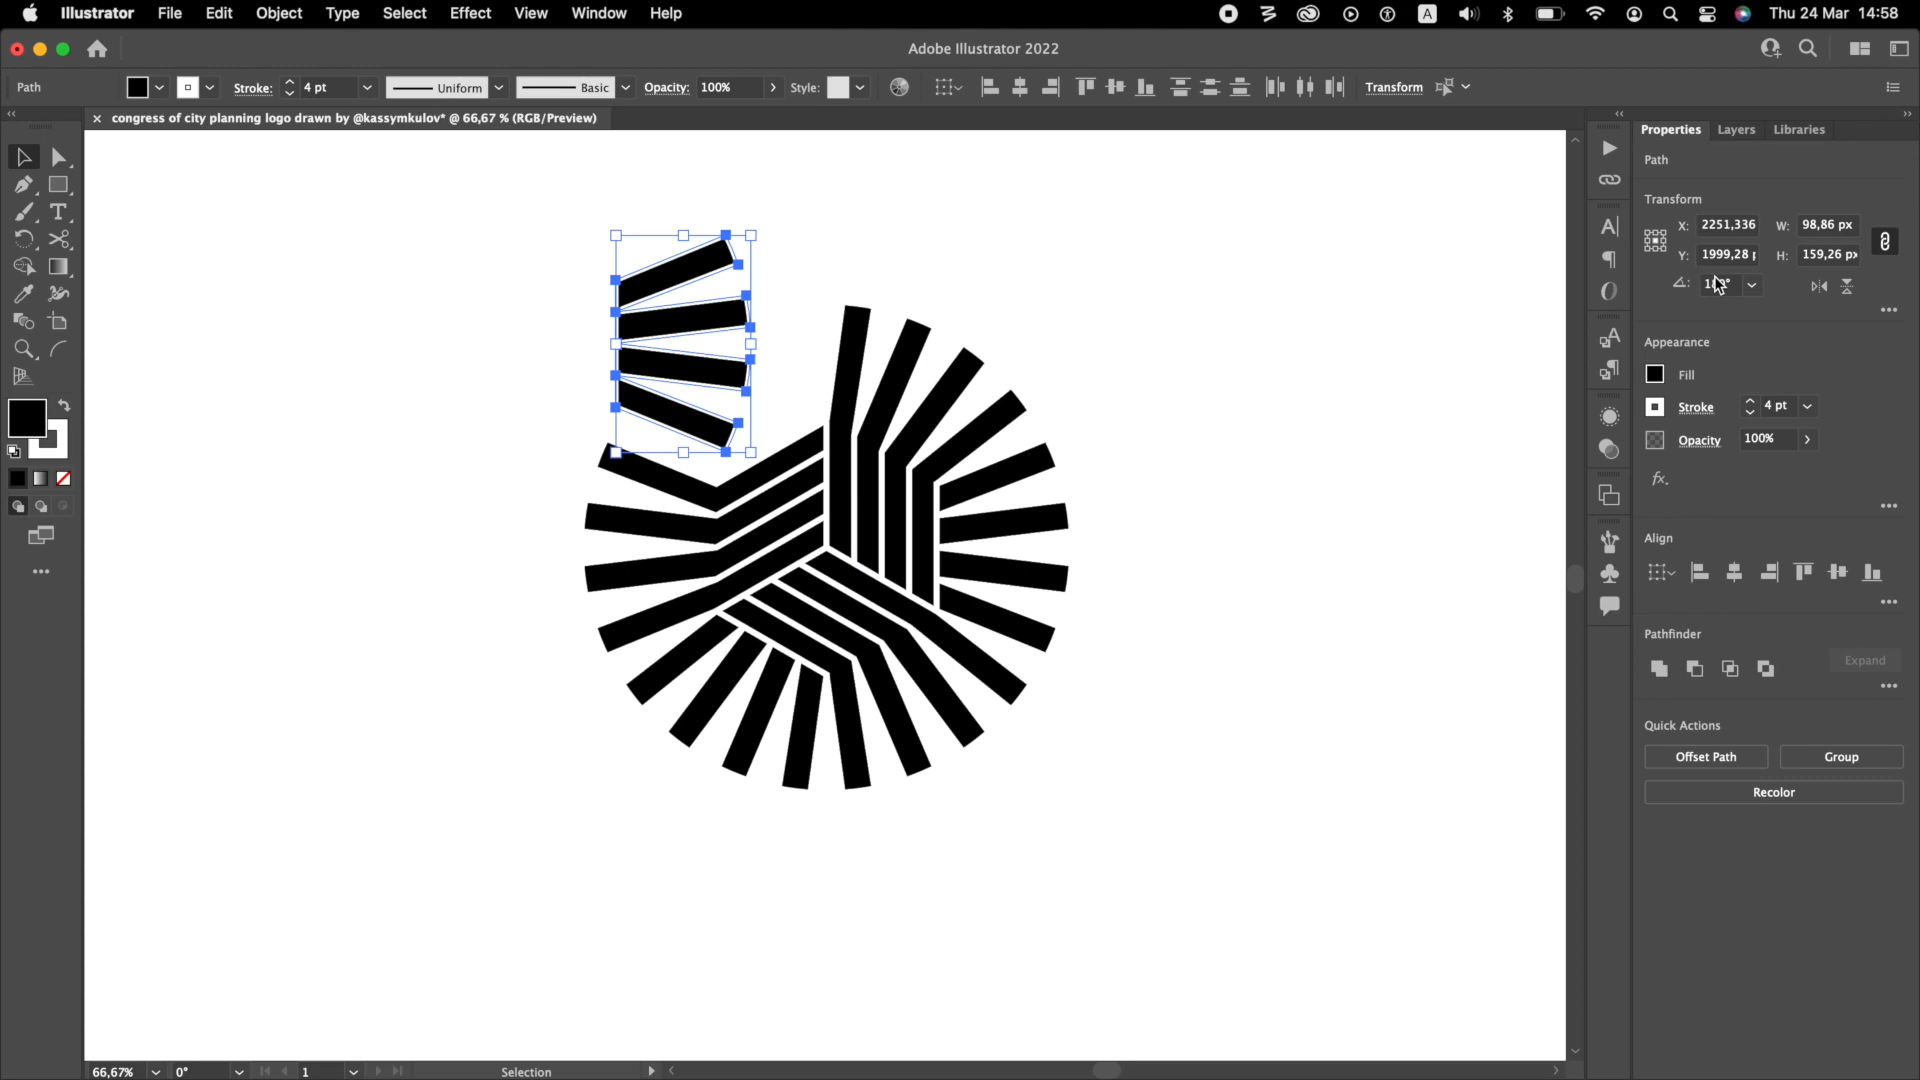 Illustrator File Edit Object Type Select Effect View Window Help A Thu 24 Mar 14:58
Adobe Illustrator 2022
Path Stroke: 4 pt Uniform Basic Opacity: 100% Style: Transform
× congress of city planning logo drawn by @kassymkulov* @ 66,67 % (RGB/Preview)
Properties Layers Libraries
Path
Transform
X: 2251,336 W: 98,86 px
Y: 1999,28 H: 159,26 px
Appearance
Fill
Stroke 4 pt
Opacity 100%
fx.
Align
Pathfinder
Expand
Quick Actions
Offset Path Group
Recolor
66,67% 0° 1 Selection